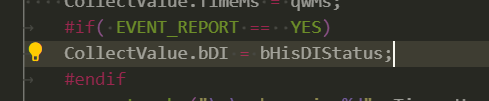 CollectValue.TimeMs = qwMs;
#if( EVENT_REPORT == YES)
CollectValue.bDI = bHisDIStatus;
#endif